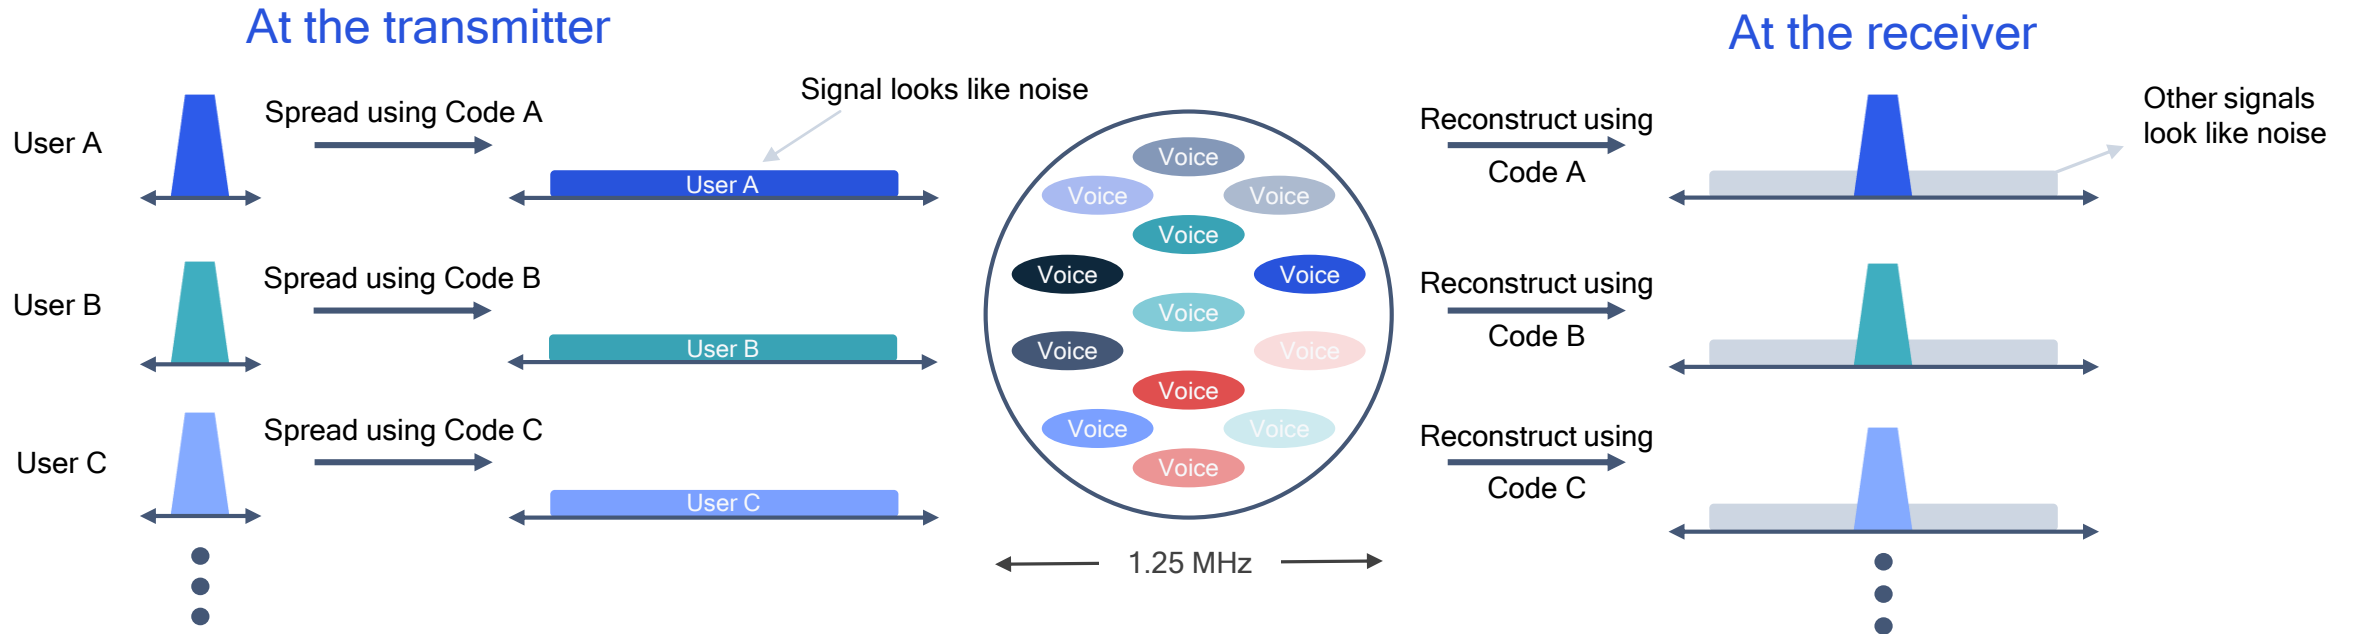 At the transmitter
User A
Spread using Code A
User A
Signal looks like noise
User B
Spread using Code B
User B
User C
Spread using Code C
User C
Voice
Voice
Voice
Voice
Voice
Voice
Voice
Voice
Voice
Voice
Voice
Voice
Voice
1.25 MHz
At the receiver
Reconstruct using
Code A
Other signals
look like noise
Reconstruct using
Code B
Reconstruct using
Code C